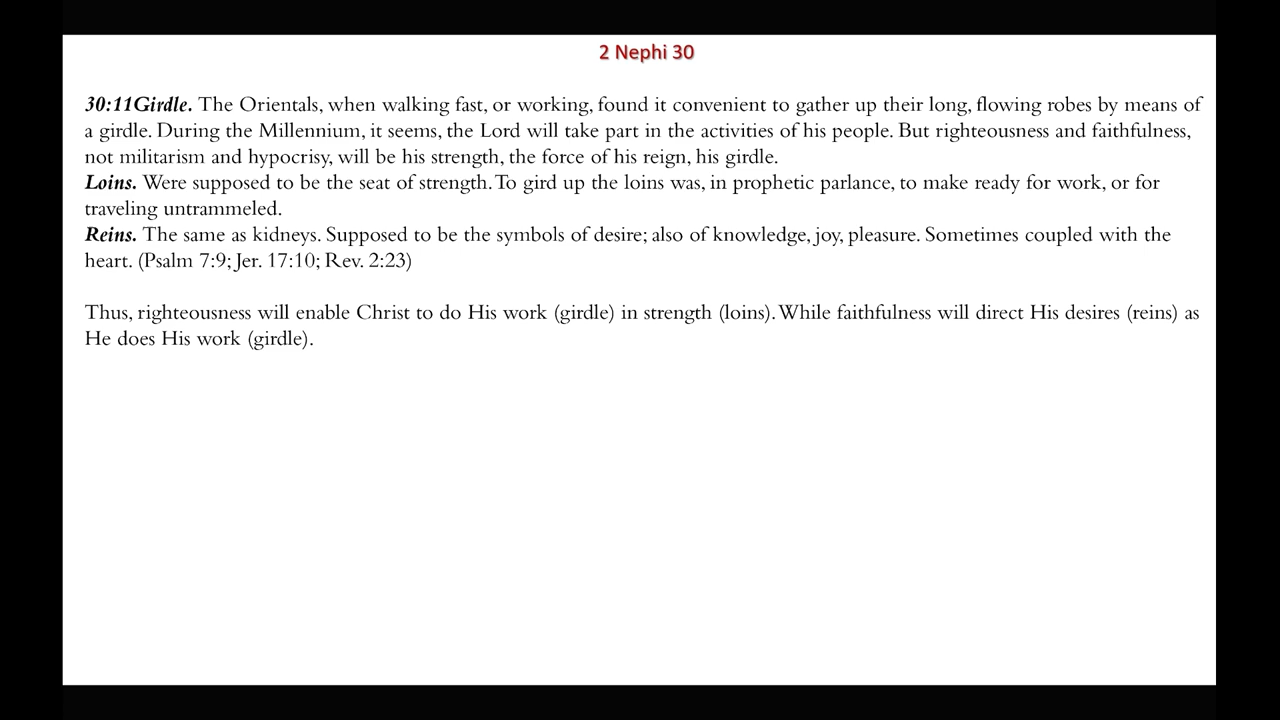 2 Nephi 30
30:11Girdle. The Orientals, when walking fast, or working, found it convenient to gather up their long, flowing robes by means of
a girdle. During the Millennium, it seems, the Lord will take part in the activities of his people. But righteousness and faithfulness,
not militarism and hypocrisy, will be his strength, the force of his reign, his girdle.
Loins. Were supposed to be the seat of strength. To gird up the loins was, in prophetic parlance, to make ready for work, or for
traveling untrammeled.
Reins. The same as kidneys. Supposed to be the symbols of desire; also of knowledge, joy, pleasure. Sometimes coupled with the
heart. (Psalm 7:9; Jer. 17:10; Rev. 2:23)
Thus, righteousness will enable Christ to do His work (girdle) in strength (loins). While faithfulness will direct His desires (reins) as
He does His work (girdle).